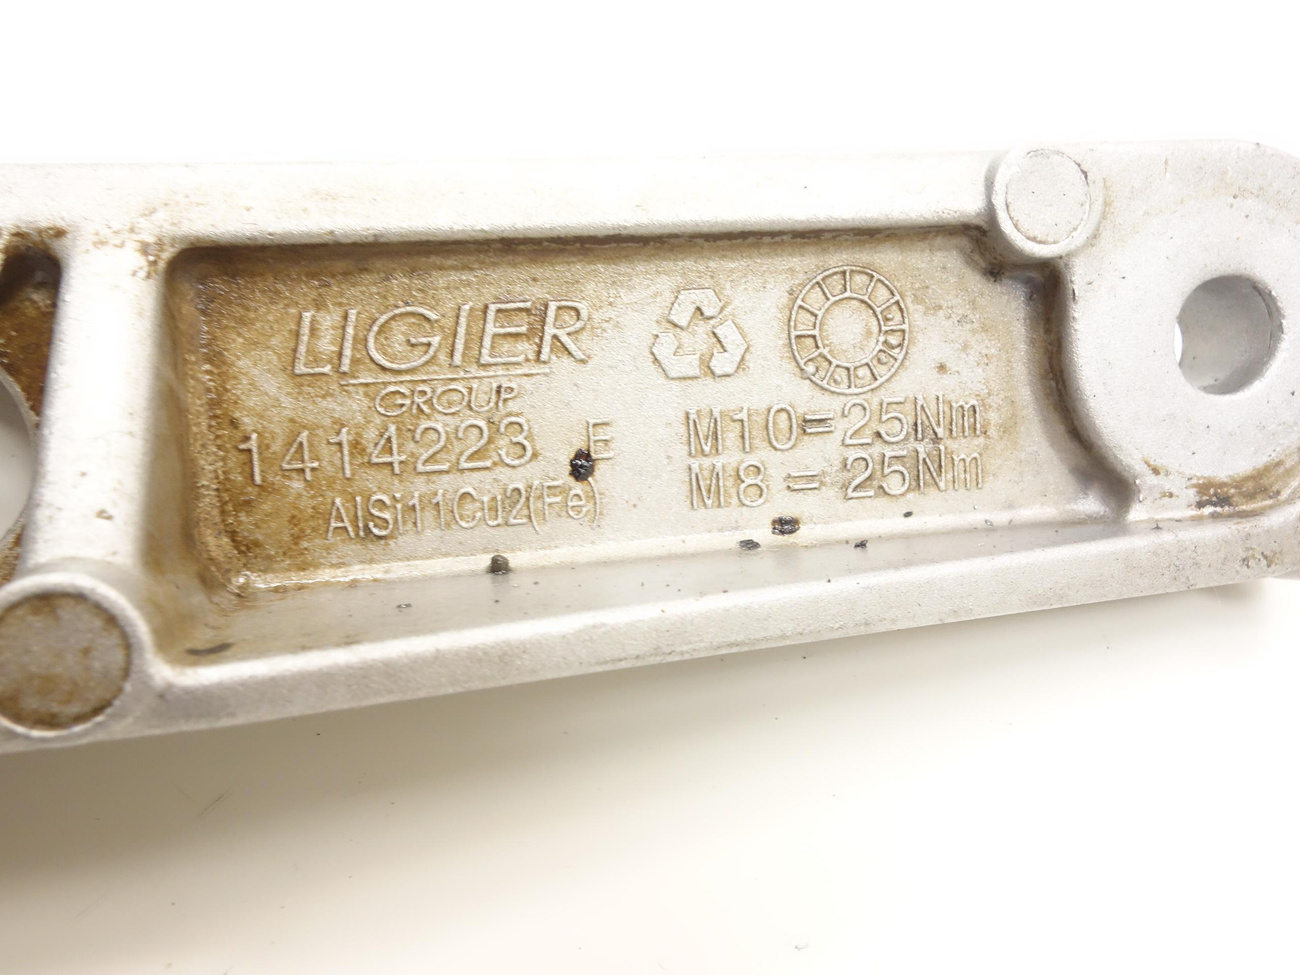 LIGIER
GROUP
1414223 E
AlSi11Cu2(Fe)
M10=25Nm
M8 = 25Nm